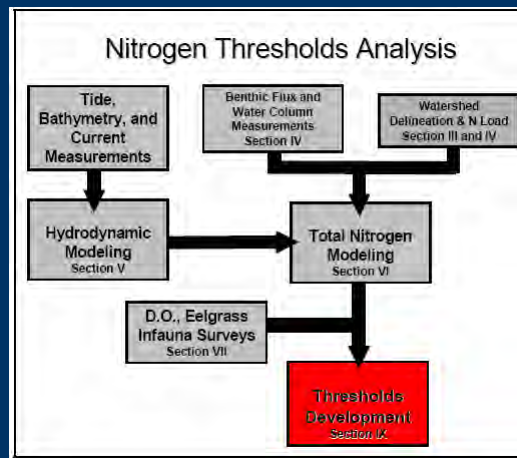 Nitrogen Thresholds Analysis
Tide,
Bathymetry, and
Current
Measurements
Benthic Flux and
Water Column
Measurements
Section IV
Watershed
Delineation & N Load
Section III and IV
Hydrodynamic
Modeling
Section V
Total Nitrogen
Modeling
Section VI
D.O., Eelgrass
Infauna Surveys
Section VII
Thresholds
Development
Section IX